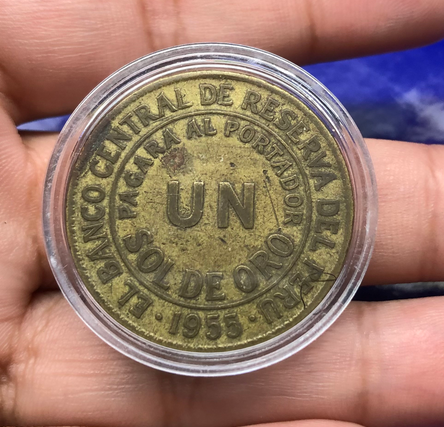 EL BANCO CENTRAL DE RESERVA DEL PERU
PAGARA AL PORTADOR
UN
SOL DE ORO
· 1955 ·